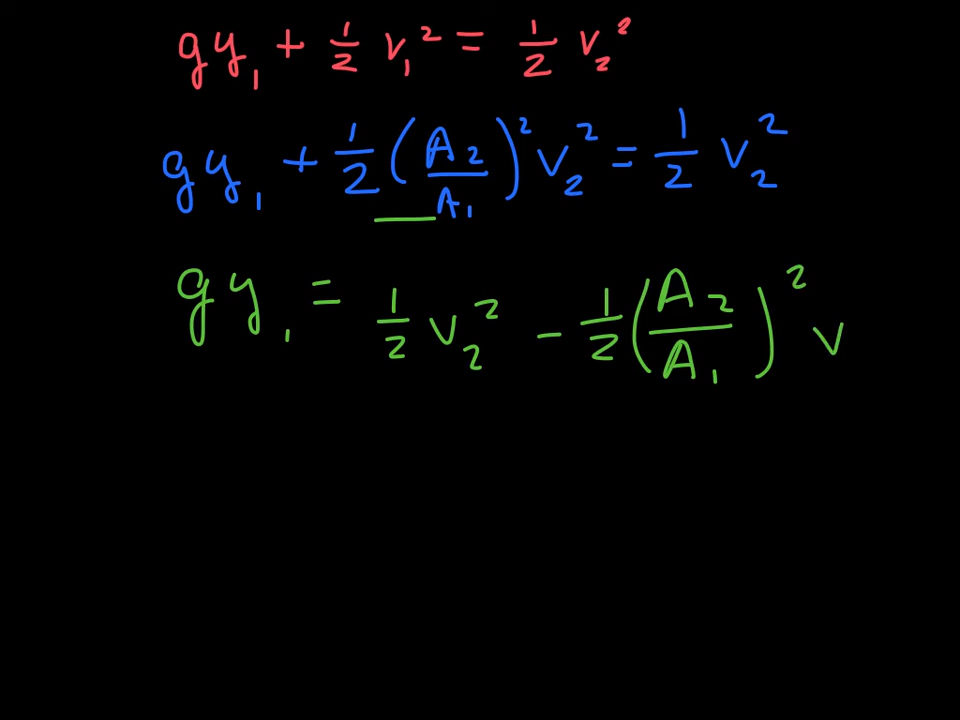 gy₁ + ½ v₁² = ½ v₂²
gy₁ + ½ (A₂/A₁)² v₂² = ½ v₂²
gy₁ = ½ v₂² - ½ (A₂/A₁)² v